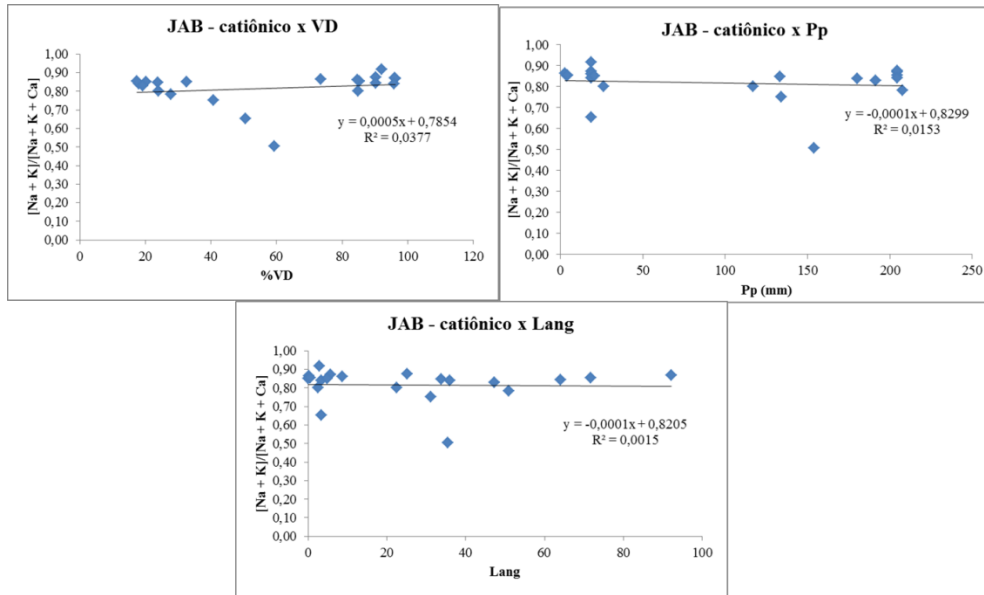 JAB - catiônico x VD
[Na + K]/[Na + K + Ca]
1,00
0,90
0,80
0,70
0,60
0,50
0,40
0,30
0,20
0,10
0,00
y = 0,0005x + 0,7854
R² = 0,0377
0 20 40 60 80 100 120
%VD
JAB - catiônico x Pp
[Na + K]/[Na + K + Ca]
1,00
0,90
0,80
0,70
0,60
0,50
0,40
0,30
0,20
0,10
0,00
y = -0,0001x + 0,8299
R² = 0,0153
0 50 100 150 200 250
Pp (mm)
JAB - catiônico x Lang
[Na + K]/[Na + K + Ca]
1,00
0,90
0,80
0,70
0,60
0,50
0,40
0,30
0,20
0,10
0,00
y = -0,0001x + 0,8205
R² = 0,0015
0 20 40 60 80 100
Lang